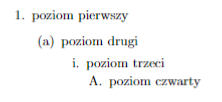 1. poziom pierwszy
(a) poziom drugi
i. poziom trzeci
A. poziom czwarty